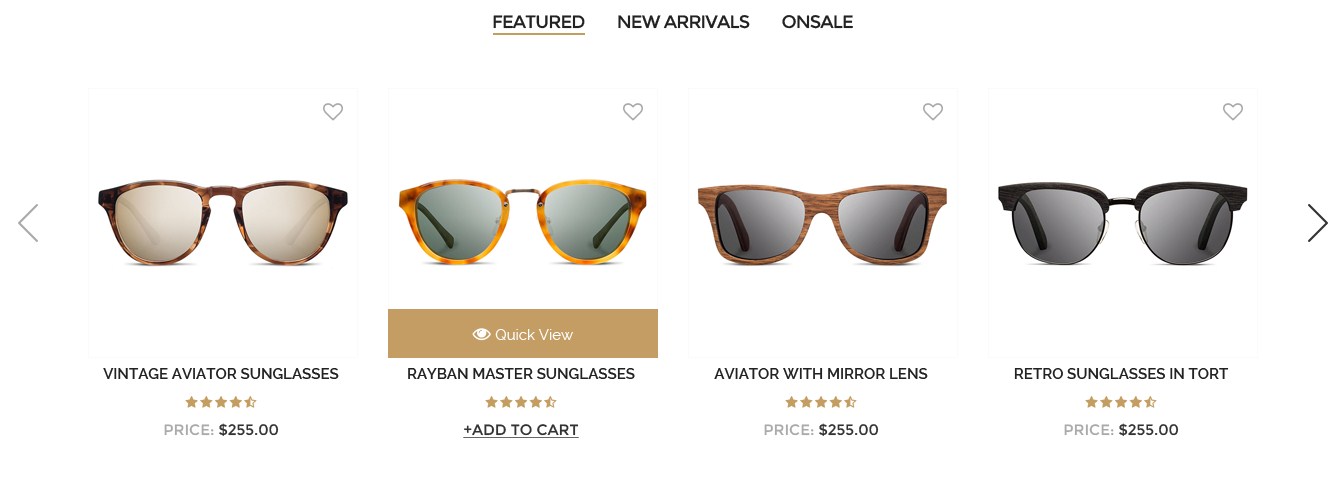 FEATURED NEW ARRIVALS ONSALE
Quick View
VINTAGE AVIATOR SUNGLASSES
RAYBAN MASTER SUNGLASSES
AVIATOR WITH MIRROR LENS
RETRO SUNGLASSES IN TORT
PRICE: $255.00
+ADD TO CART
PRICE: $255.00
PRICE: $255.00